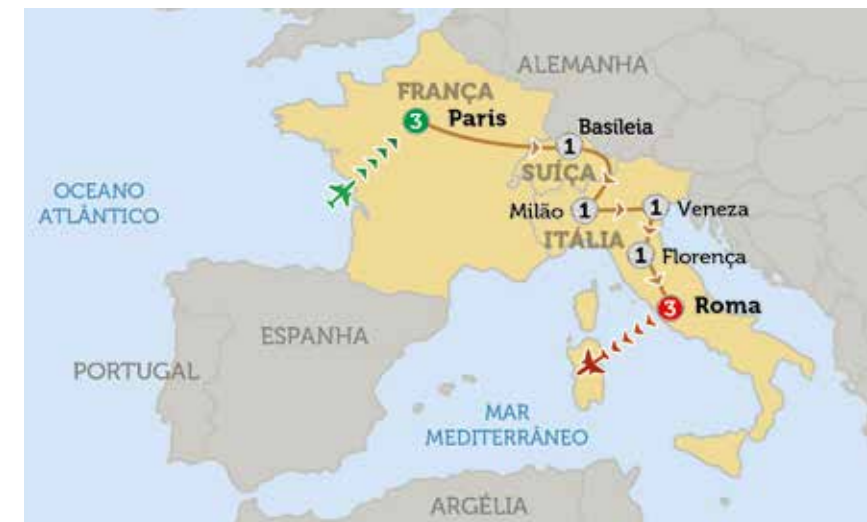 ALEMANHA
FRANÇA
3 Paris
Basíleia
1
SUÍÇA
OCEANO
ATLÂNTICO
Milão 1
1 Veneza
ITÁLIA
1 Florença
3 Roma
ESPANHA
PORTUGAL
MAR
MEDITERRÂNEO
ARGÉLIA